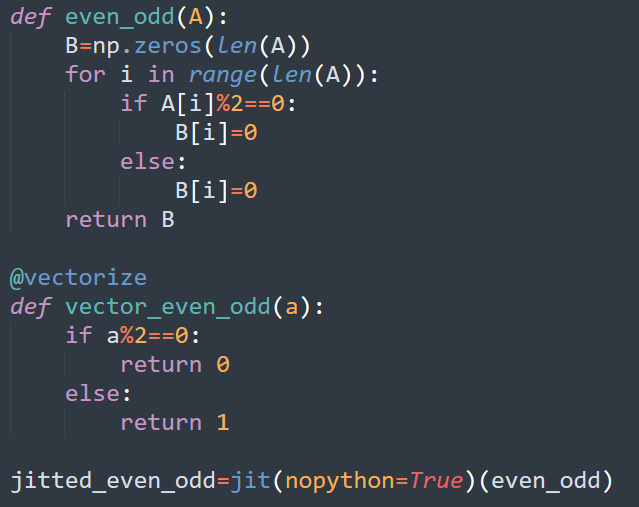 def even_odd(A):
    B=np.zeros(len(A))
    for i in range(len(A)):
        if A[i]%2==0:
            B[i]=0
        else:
            B[i]=0
    return B

@vectorize
def vector_even_odd(a):
    if a%2==0:
        return 0
    else:
        return 1

jitted_even_odd=jit(nopython=True)(even_odd)